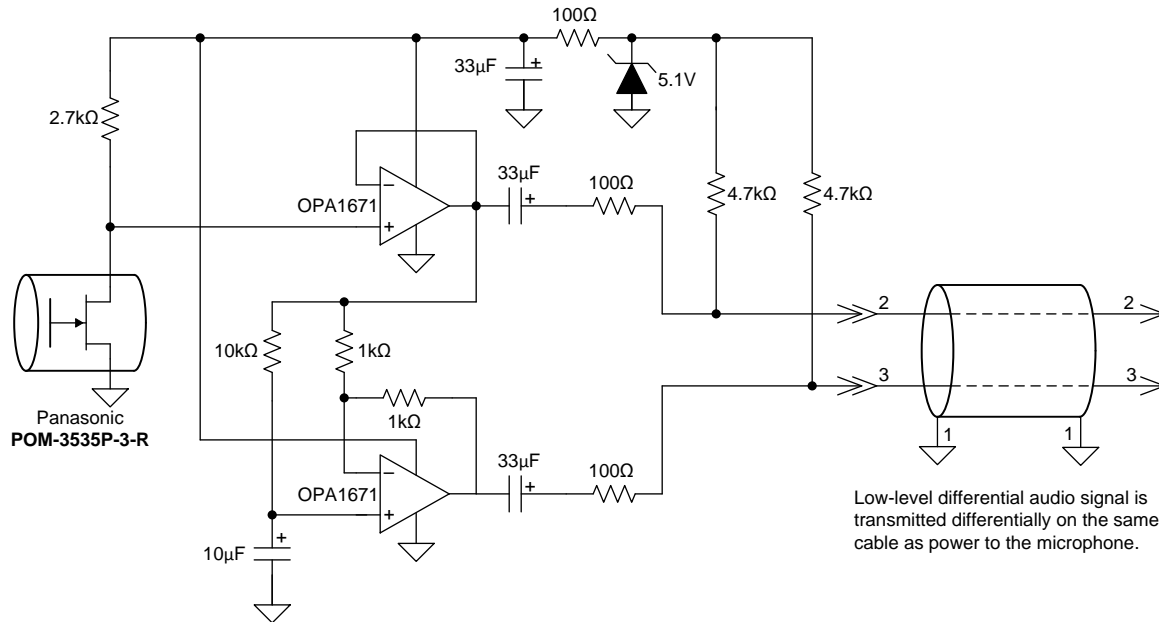 100Ω
33µF
+
5.1V
2.7kΩ
−
+
OPA1671
33µF
+
100Ω
4.7kΩ
4.7kΩ
2
2
10kΩ
1kΩ
3
3
1kΩ
Panasonic
POM-3535P-3-R
1
1
−
+
OPA1671
33µF
+
100Ω
10µF
+
Low-level differential audio signal is
transmitted differentially on the same
cable as power to the microphone.